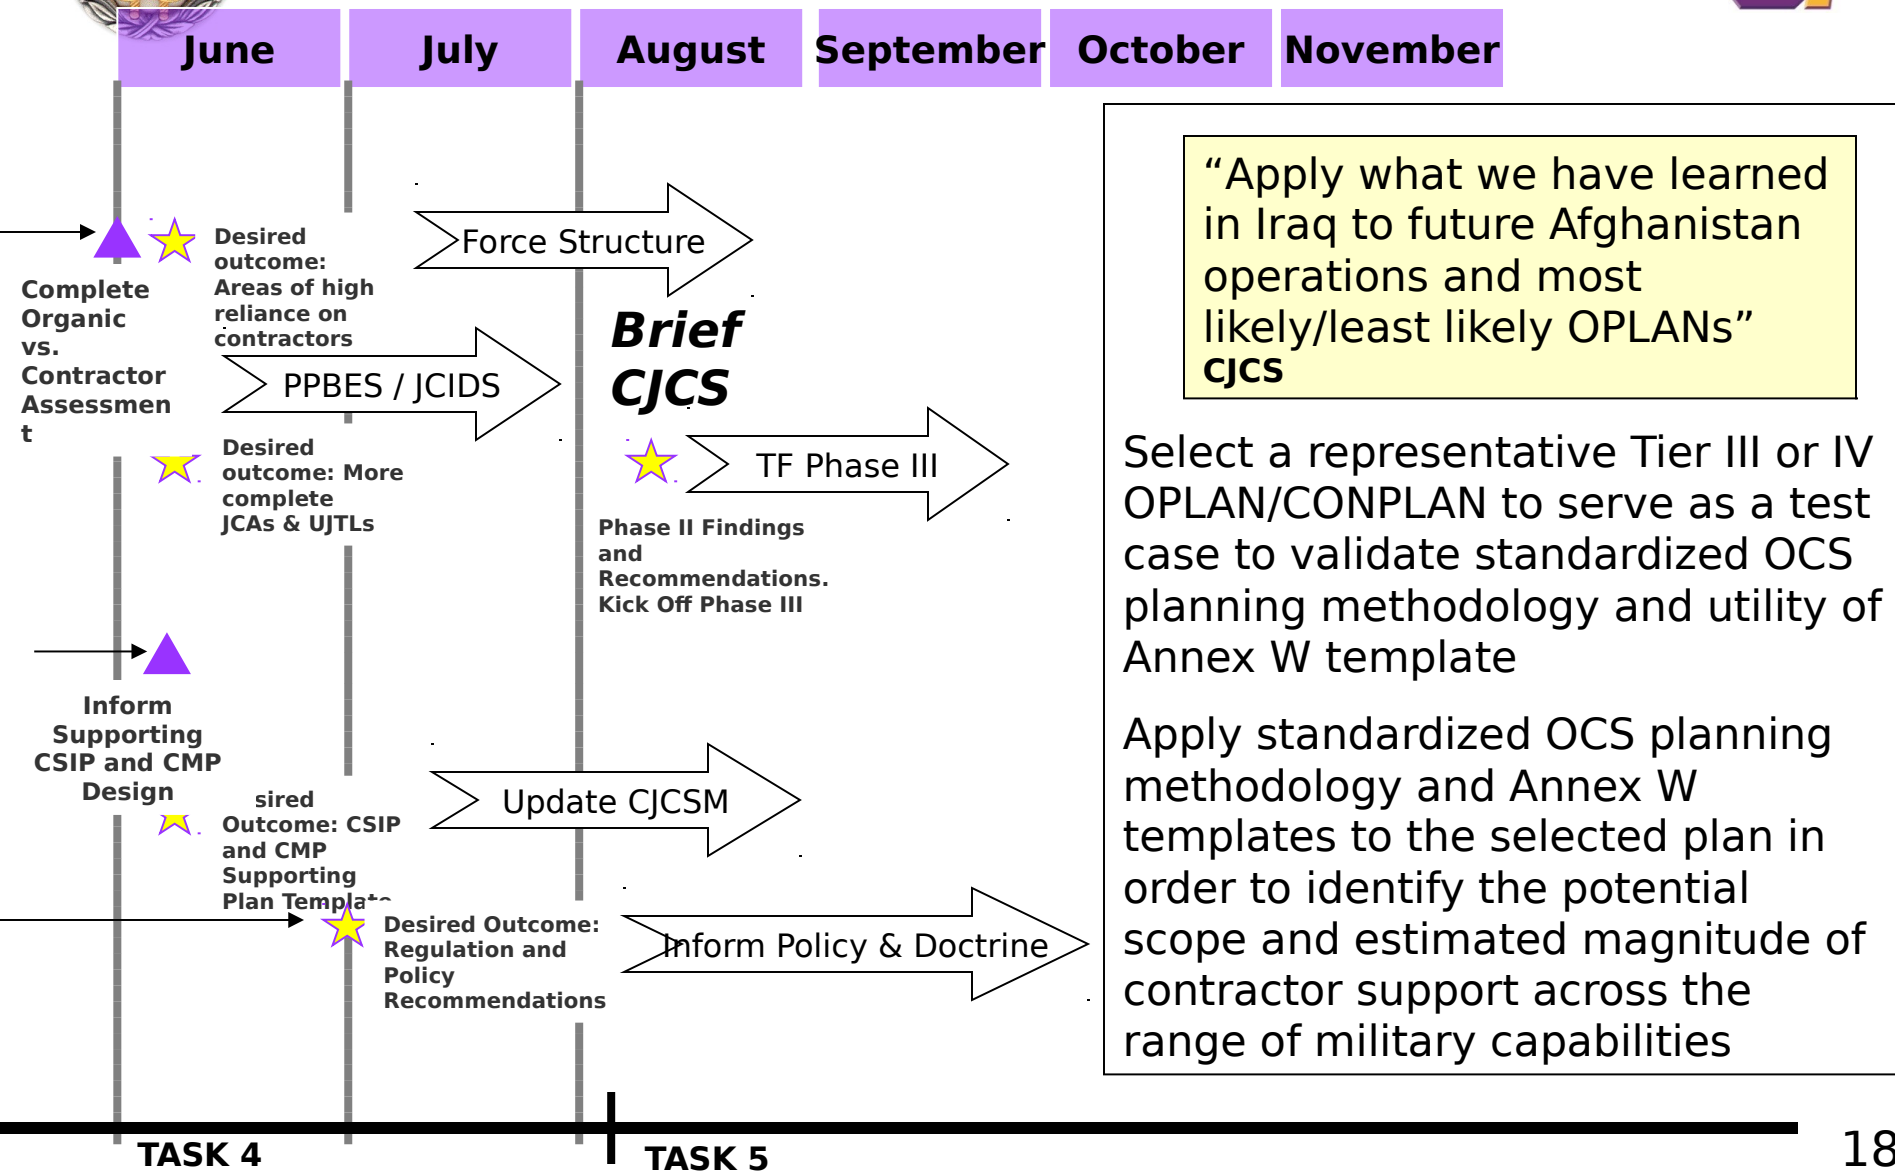 June
July
August
September
October
November
Desired
outcome:
Areas of high
reliance on
contractors
Force Structure
Complete
Organic
vs.
Contractor
Assessmen
t
PPBES / JCIDS
Brief
CJCS
Desired
outcome: More
complete
JCAs & UJTLs
TF Phase III
Phase II Findings
and
Recommendations.
Kick Off Phase III
Inform
Supporting
CSIP and CMP
Design
sired
Outcome: CSIP
and CMP
Supporting
Plan Template
Update CJCSM
Desired Outcome:
Regulation and
Policy
Recommendations
Inform Policy & Doctrine
“Apply what we have learned
in Iraq to future Afghanistan
operations and most
likely/least likely OPLANs”
CJCS
Select a representative Tier III or IV
OPLAN/CONPLAN to serve as a test
case to validate standardized OCS
planning methodology and utility of
Annex W template
Apply standardized OCS planning
methodology and Annex W
templates to the selected plan in
order to identify the potential
scope and estimated magnitude of
contractor support across the
range of military capabilities
TASK 4
TASK 5
18